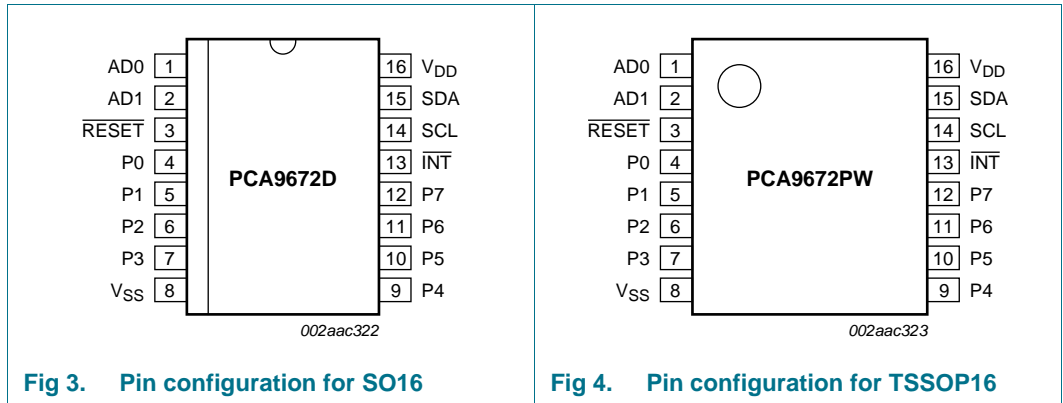 AD0 1 16 VDD
AD1 2 15 SDA
RESET 3 14 SCL
P0 4 13 INT
PCA9672D
P1 5 12 P7
P2 6 11 P6
P3 7 10 P5
VSS 8 9 P4
002aac322
Fig 3. Pin configuration for SO16
AD0 1 16 VDD
AD1 2 15 SDA
RESET 3 14 SCL
P0 4 13 INT
PCA9672PW
P1 5 12 P7
P2 6 11 P6
P3 7 10 P5
VSS 8 9 P4
002aac323
Fig 4. Pin configuration for TSSOP16